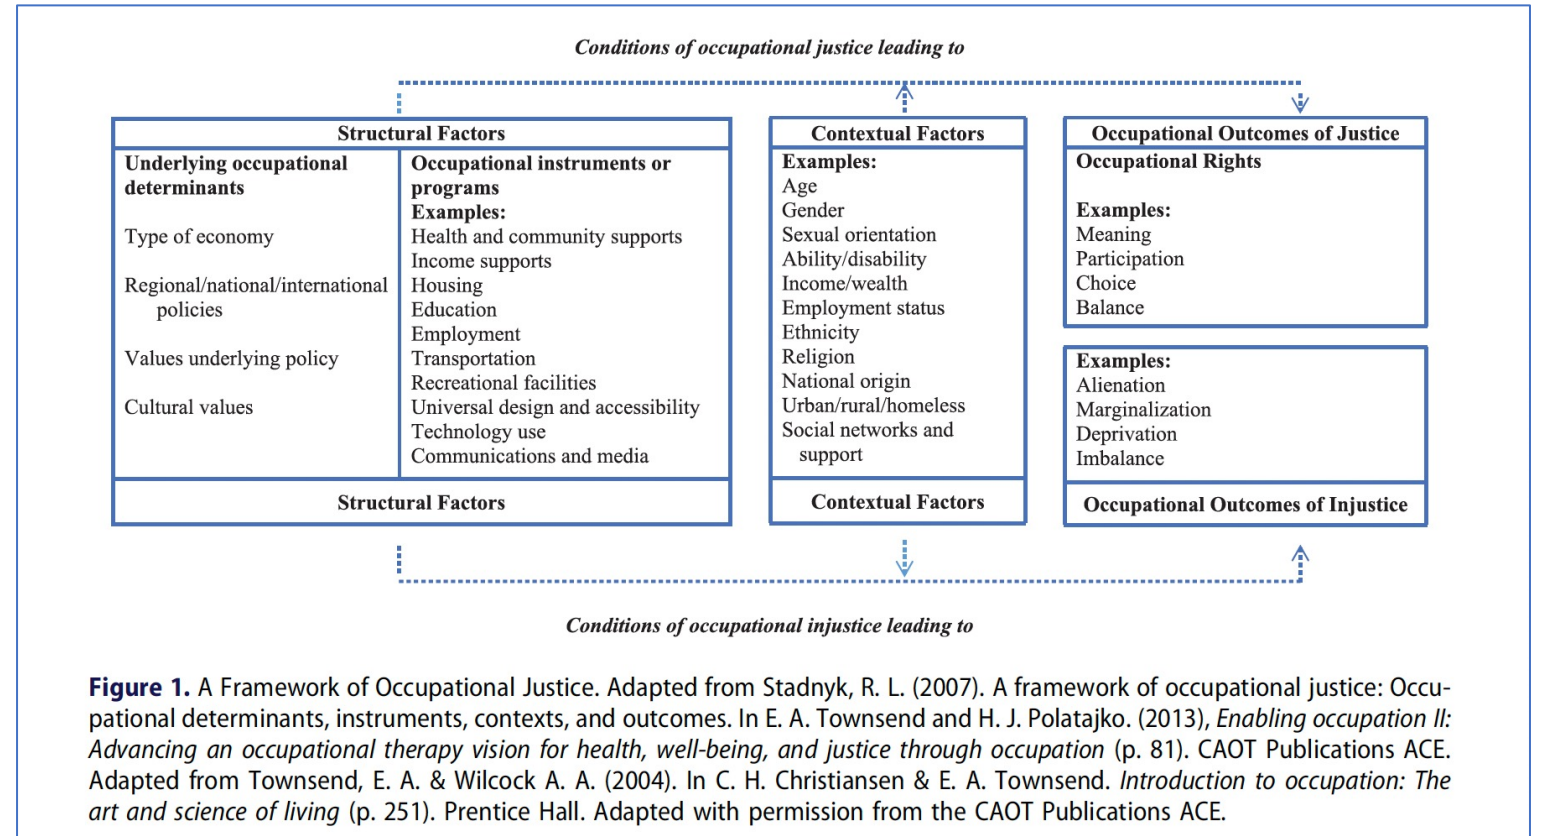 Conditions of occupational justice leading to
Structural Factors
Underlying occupational
determinants
Type of economy
Regional/national/international
policies
Values underlying policy
Cultural values
Occupational instruments or
programs
Examples:
Health and community supports
Income supports
Housing
Education
Employment
Transportation
Recreational facilities
Universal design and accessibility
Technology use
Communications and media
Structural Factors
Contextual Factors
Examples:
Age
Gender
Sexual orientation
Ability/disability
Income/wealth
Employment status
Ethnicity
Religion
National origin
Urban/rural/homeless
Social networks and
support
Contextual Factors
Occupational Outcomes of Justice
Occupational Rights
Examples:
Meaning
Participation
Choice
Balance
Examples:
Alienation
Marginalization
Deprivation
Imbalance
Occupational Outcomes of Injustice
Conditions of occupational injustice leading to
Figure 1. A Framework of Occupational Justice. Adapted from Stadnyk, R. L. (2007). A framework of occupational justice: Occu-
pational determinants, instruments, contexts, and outcomes. In E. A. Townsend and H. J. Polatajko. (2013), Enabling occupation II:
Advancing an occupational therapy vision for health, well-being, and justice through occupation (p. 81). CAOT Publications ACE.
Adapted from Townsend, E. A. & Wilcock A. A. (2004). In C. H. Christiansen & E. A. Townsend. Introduction to occupation: The
art and science of living (p. 251). Prentice Hall. Adapted with permission from the CAOT Publications ACE.